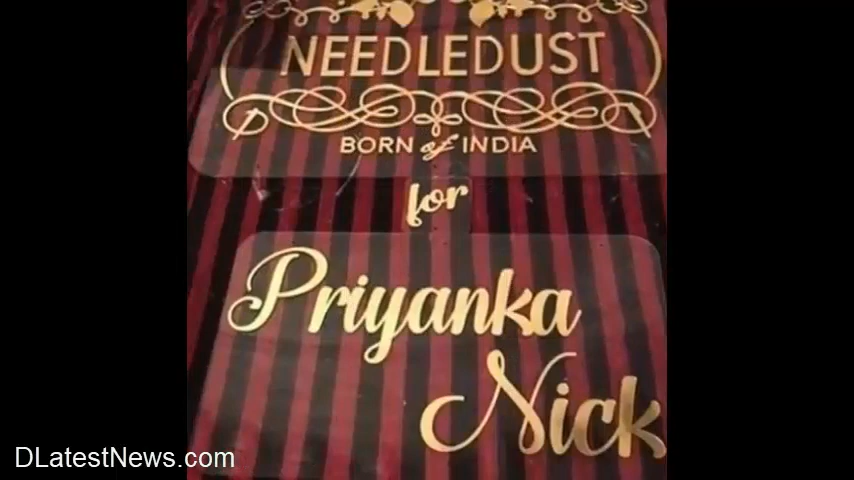 NEEDLEDUST
BORN of INDIA
for
Priyanka
Nick
DLatestNews.com